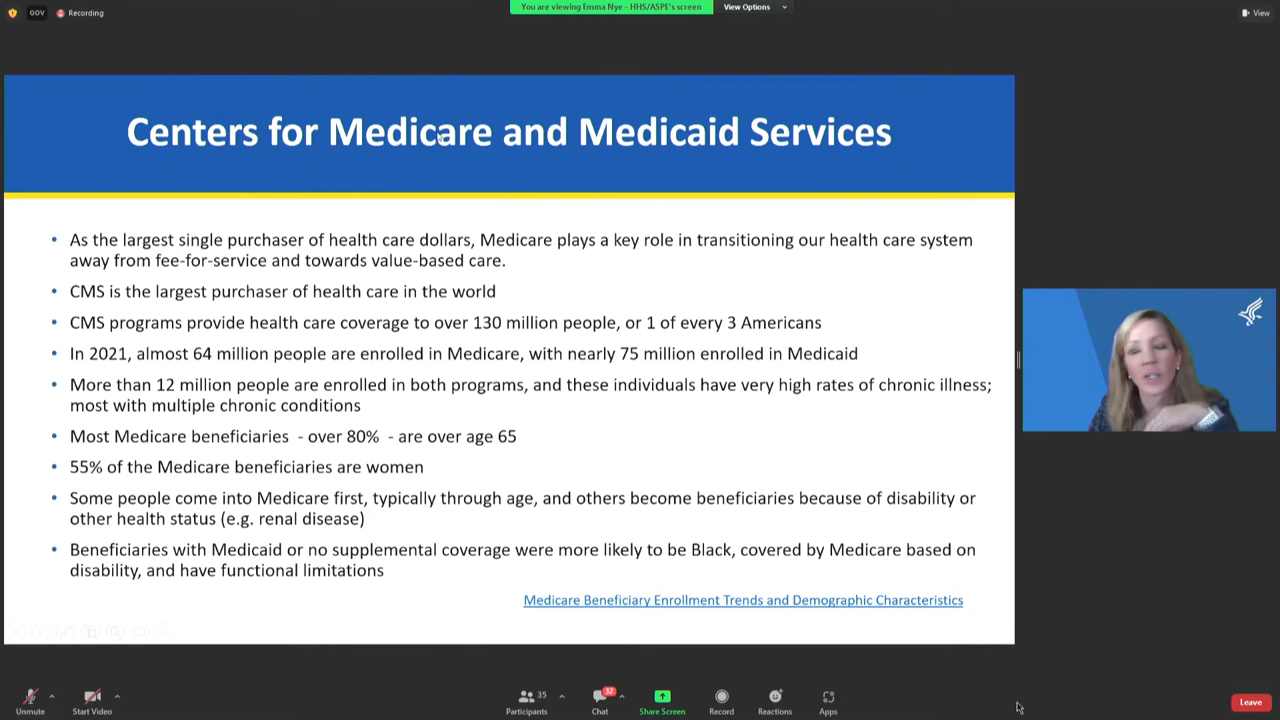 GOV
Recording
You are viewing Emma Nye - HHS/ASPE's screen
View Options
View
Centers for Medicare and Medicaid Services
• As the largest single purchaser of health care dollars, Medicare plays a key role in transitioning our health care system
away from fee-for-service and towards value-based care.
• CMS is the largest purchaser of health care in the world
• CMS programs provide health care coverage to over 130 million people, or 1 of every 3 Americans
• In 2021, almost 64 million people are enrolled in Medicare, with nearly 75 million enrolled in Medicaid
• More than 12 million people are enrolled in both programs, and these individuals have very high rates of chronic illness;
most with multiple chronic conditions
• Most Medicare beneficiaries - over 80% - are over age 65
• 55% of the Medicare beneficiaries are women
• Some people come into Medicare first, typically through age, and others become beneficiaries because of disability or
other health status (e.g. renal disease)
• Beneficiaries with Medicaid or no supplemental coverage were more likely to be Black, covered by Medicare based on
disability, and have functional limitations
Medicare Beneficiary Enrollment Trends and Demographic Characteristics
Unmute
Start Video
35
Participants
32
Chat
Share Screen
Record
Reactions
Apps
Leave